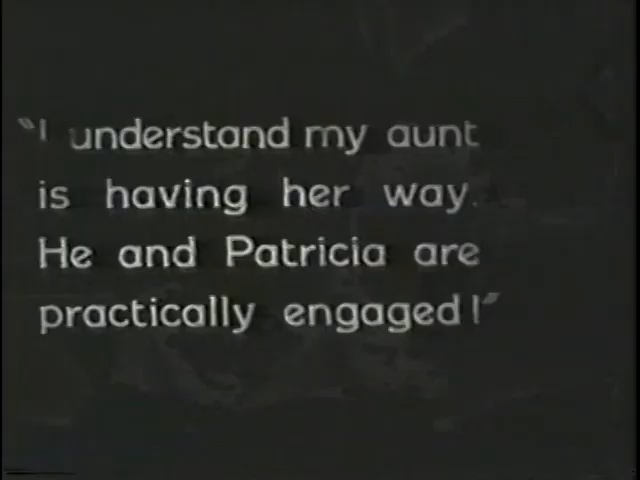 "I understand my aunt
is having her way.
He and Patricia are
practically engaged!"